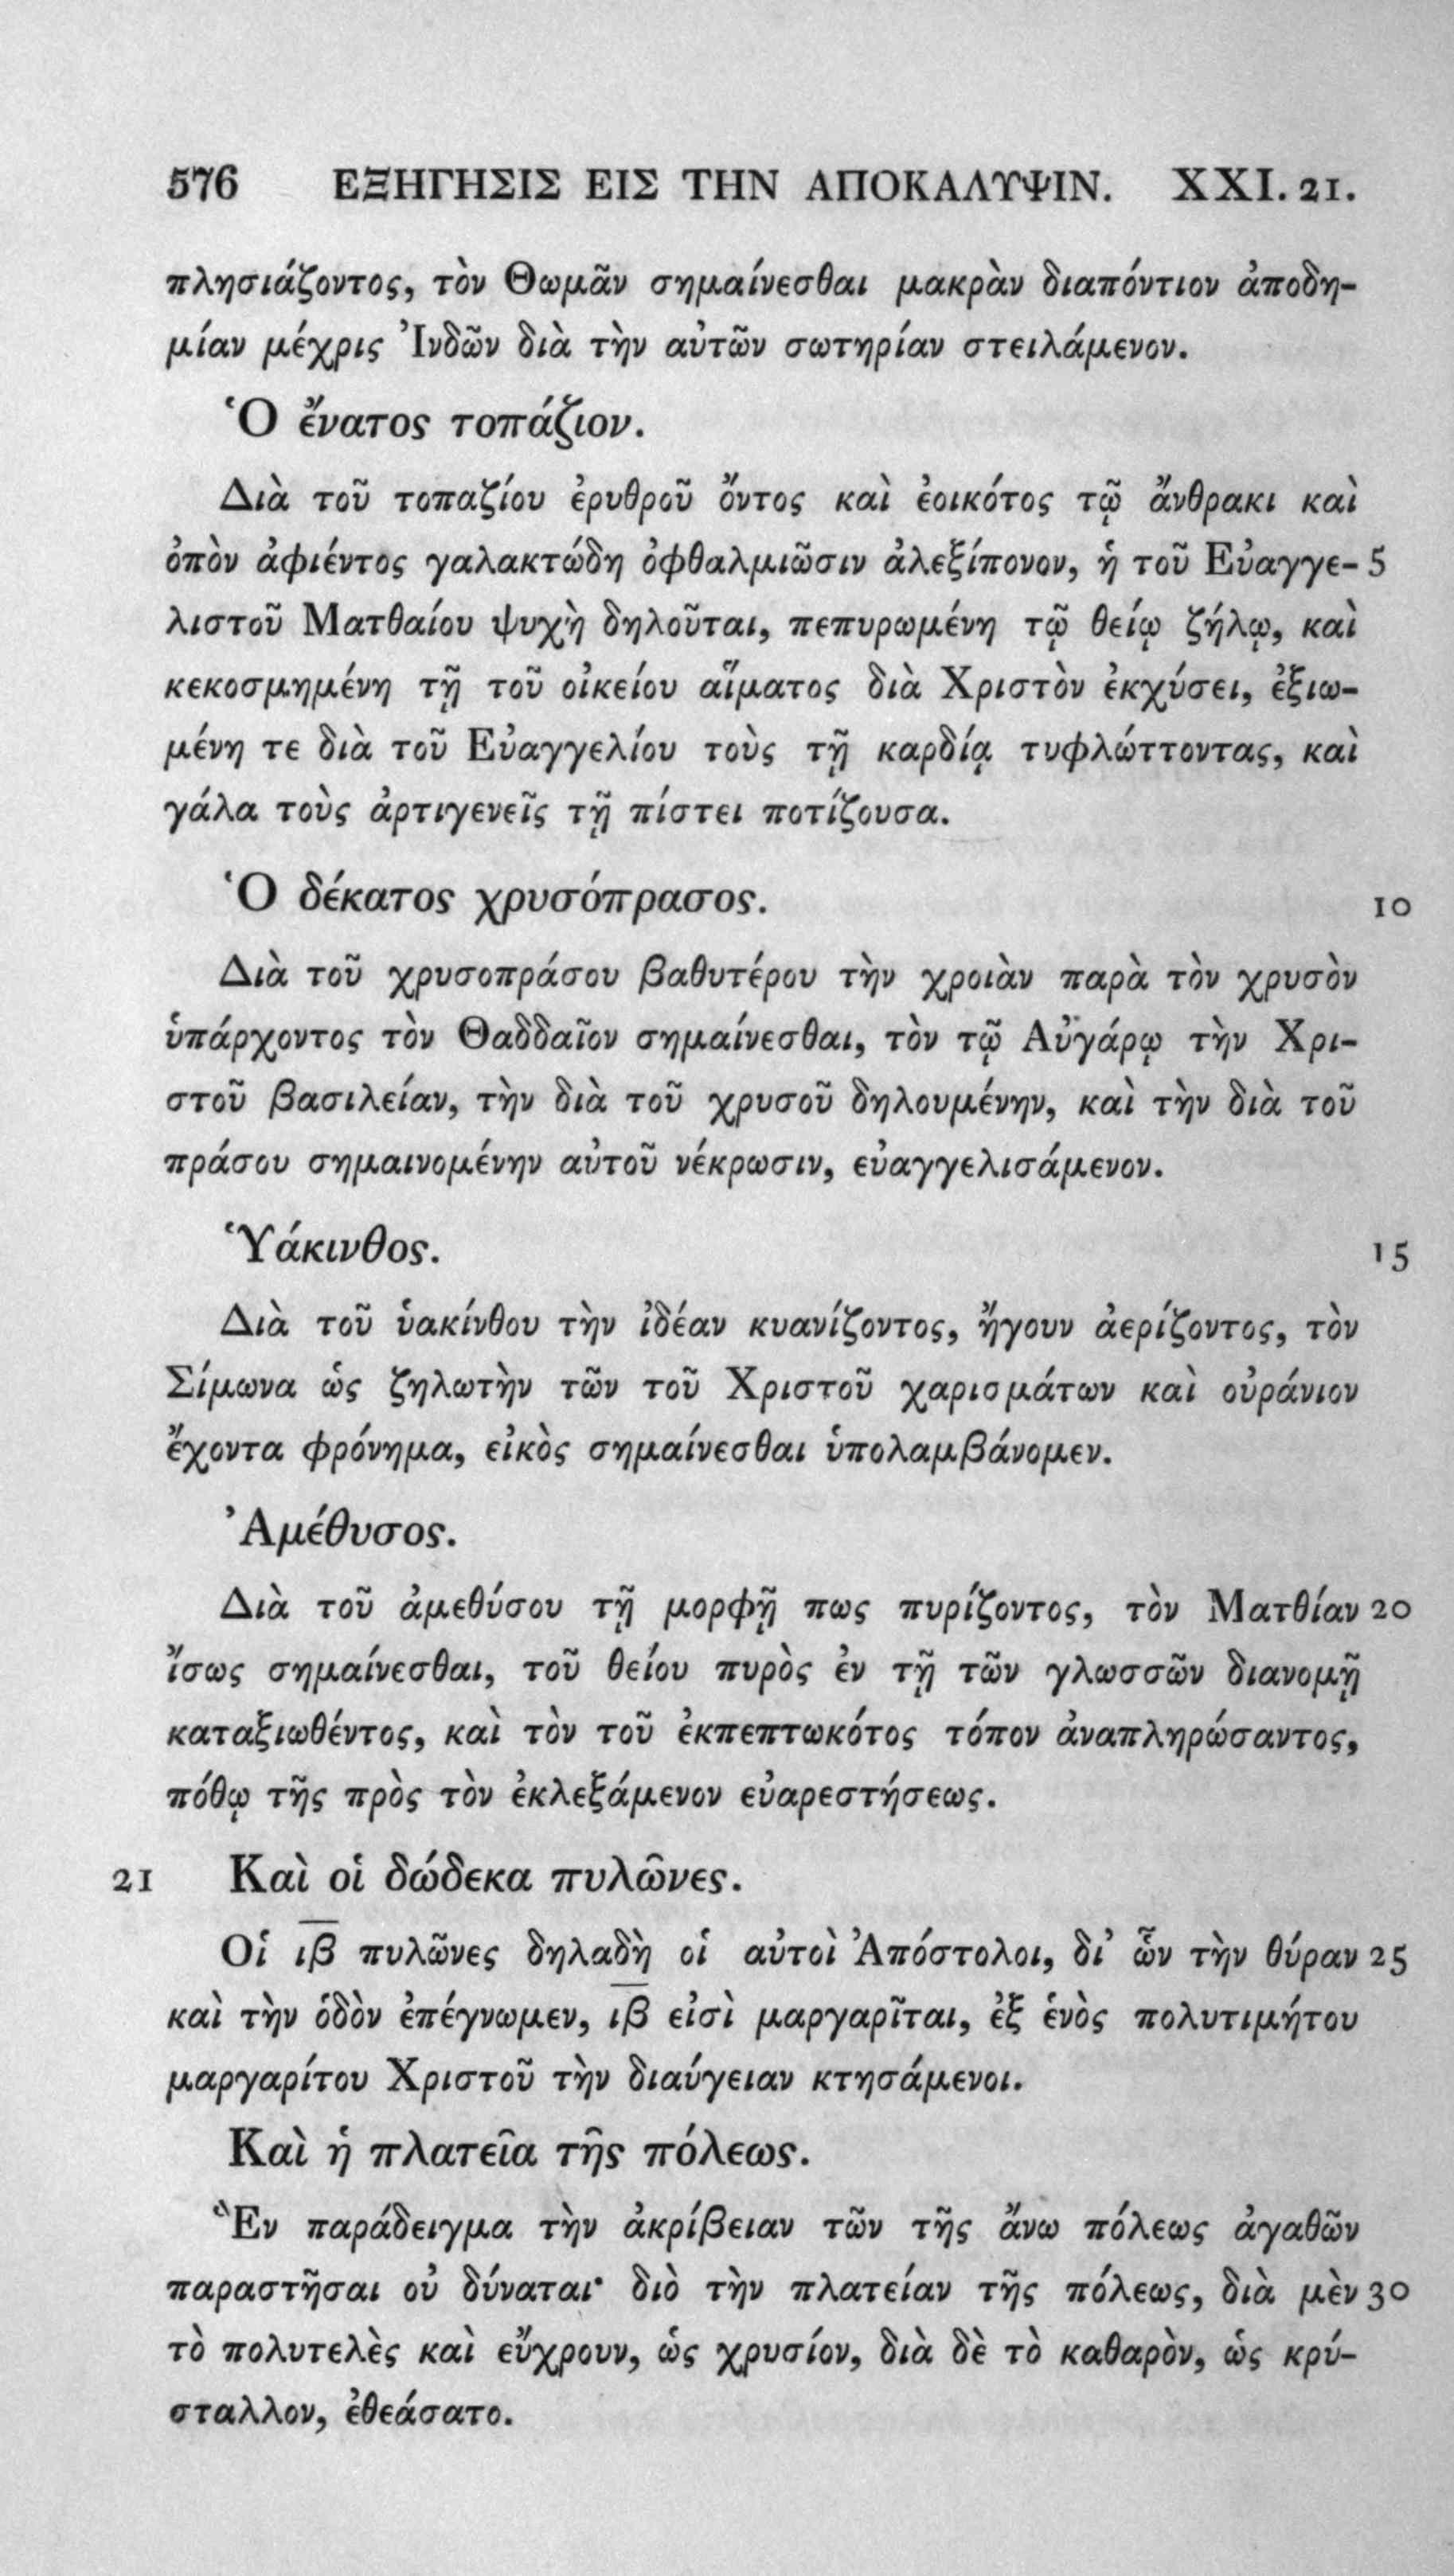 576 ΕΞΗΓΗΣΙΣ ΕΙΣ ΤΗΝ ΑΠΟΚΑΛΥΨΙΝ. XXI. 21.
πλησιάζοντος, τὸν Θωμᾶν σημαίνεσθαι μακρὰν διαπόντιον ἀποδη-
μίαν μέχρις Ἰνδῶν διὰ τὴν αὐτῶν σωτηρίαν στειλάμενον.
Ὁ ἔνατος τοπάζιον.
Διὰ τοῦ τοπαζίου ἐρυθροῦ ὄντος καὶ ἐοικότος τῷ ἄνθρακι καὶ
ὀπὸν ἀφιέντος γαλακτώδη ὀφθαλμιῶσιν ἀλεξίπονον, ἡ τοῦ Εὐαγγε- 5
λιστοῦ Ματθαίου ψυχὴ δηλοῦται, πεπυρωμένη τῷ θείῳ ζήλῳ, καὶ
κεκοσμημένη τῇ τοῦ οἰκείου αἵματος διὰ Χριστὸν ἐκχύσει, ἐξιω-
μένη τε διὰ τοῦ Εὐαγγελίου τοὺς τῇ καρδίᾳ τυφλώττοντας, καὶ
γάλα τοὺς ἀρτιγενεῖς τῇ πίστει ποτίζουσα.
Ὁ δέκατος χρυσόπρασος. 10
Διὰ τοῦ χρυσοπράσου βαθυτέρου τὴν χροιὰν παρὰ τὸν χρυσὸν
ὑπάρχοντος τὸν Θαδδαῖον σημαίνεσθαι, τὸν τῷ Αὐγάρῳ τὴν Χρι-
στοῦ βασιλείαν, τὴν διὰ τοῦ χρυσοῦ δηλουμένην, καὶ τὴν διὰ τοῦ
πράσου σημαινομένην αὐτοῦ νέκρωσιν, εὐαγγελισάμενον.
Ὑάκινθος. 15
Διὰ τοῦ ὑακίνθου τὴν ἰδέαν κυανίζοντος, ἤγουν ἀερίζοντος, τὸν
Σίμωνα ὡς ζηλωτὴν τῶν τοῦ Χριστοῦ χαρισμάτων καὶ οὐράνιον
ἔχοντα φρόνημα, εἰκὸς σημαίνεσθαι ὑπολαμβάνομεν.
Ἀμέθυσος.
Διὰ τοῦ ἀμεθύσου τῇ μορφῇ πως πυρίζοντος, τὸν Ματθίαν 20
ἴσως σημαίνεσθαι, τοῦ θείου πυρὸς ἐν τῇ τῶν γλωσσῶν διανομῇ
καταξιωθέντος, καὶ τὸν τοῦ ἐκπεπτωκότος τόπον ἀναπληρώσαντος,
πόθῳ τῆς πρὸς τὸν ἐκλεξάμενον εὐαρεστήσεως.
21 Καὶ οἱ δώδεκα πυλῶνες.
Οἱ ι̅β̅ πυλῶνες δηλαδὴ οἱ αὐτοὶ Ἀπόστολοι, δι’ ὧν τὴν θύραν 25
καὶ τὴν ὁδὸν ἐπέγνωμεν, ι̅β̅ εἰσὶ μαργαρῖται, ἐξ ἑνὸς πολυτιμήτου
μαργαρίτου Χριστοῦ τὴν διαύγειαν κτησάμενοι.
Καὶ ἡ πλατεῖα τῆς πόλεως.
Ἓν παράδειγμα τὴν ἀκρίβειαν τῶν τῆς ἄνω πόλεως ἀγαθῶν
παραστῆσαι οὐ δύναται· διὸ τὴν πλατείαν τῆς πόλεως, διὰ μὲν 30
τὸ πολυτελὲς καὶ εὔχρουν, ὡς χρυσίον, διὰ δὲ τὸ καθαρὸν, ὡς κρύ-
σταλλον, ἐθεάσατο.